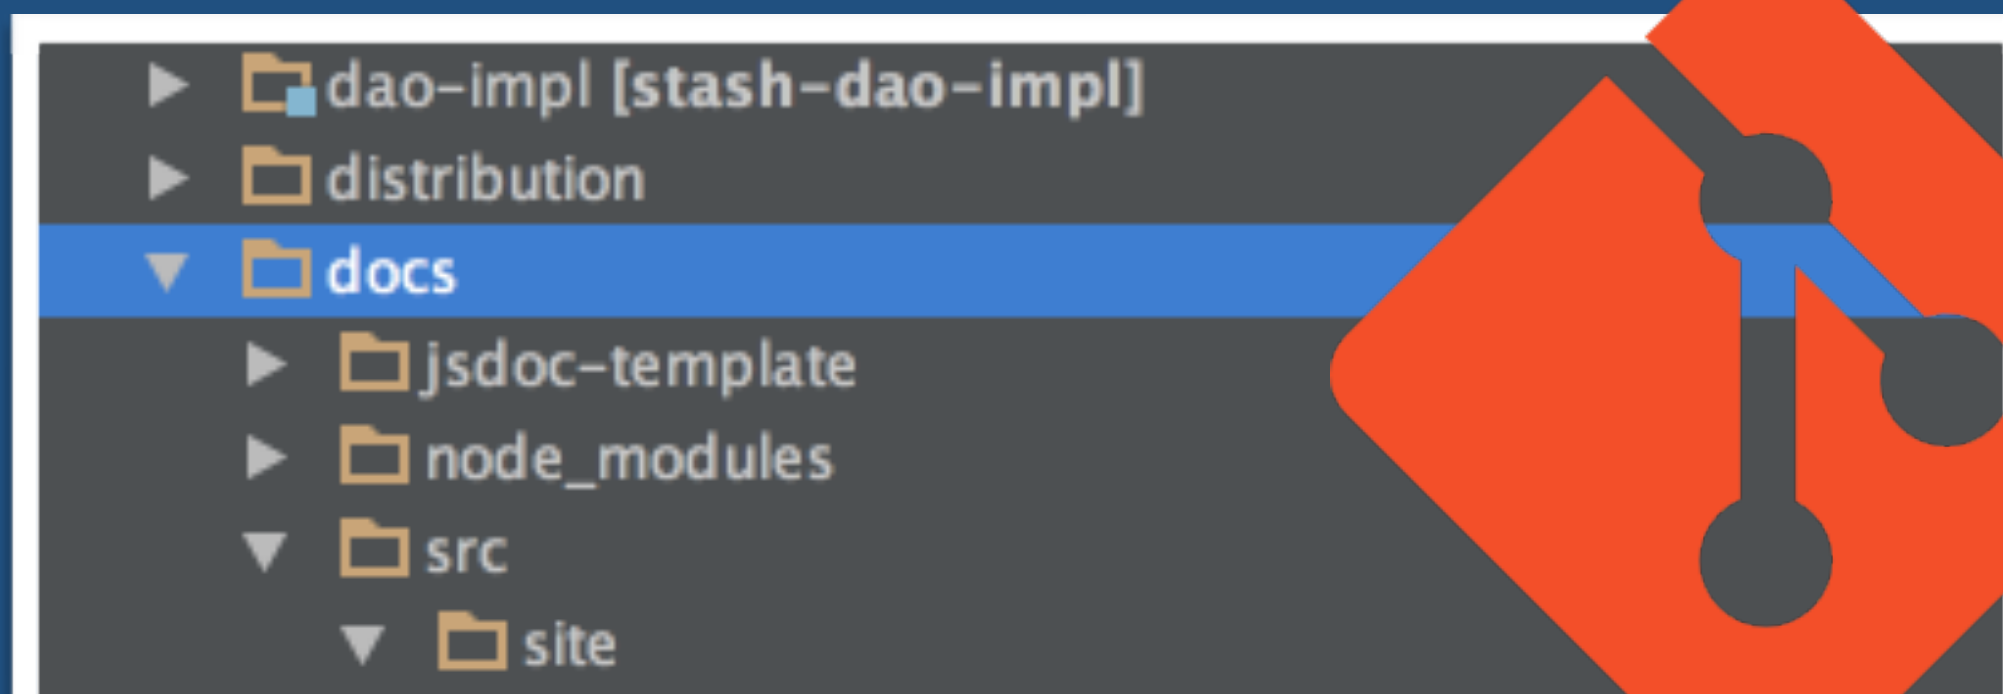 dao-impl [stash-dao-impl]
distribution
docs
jsdoc-template
node_modules
src
site